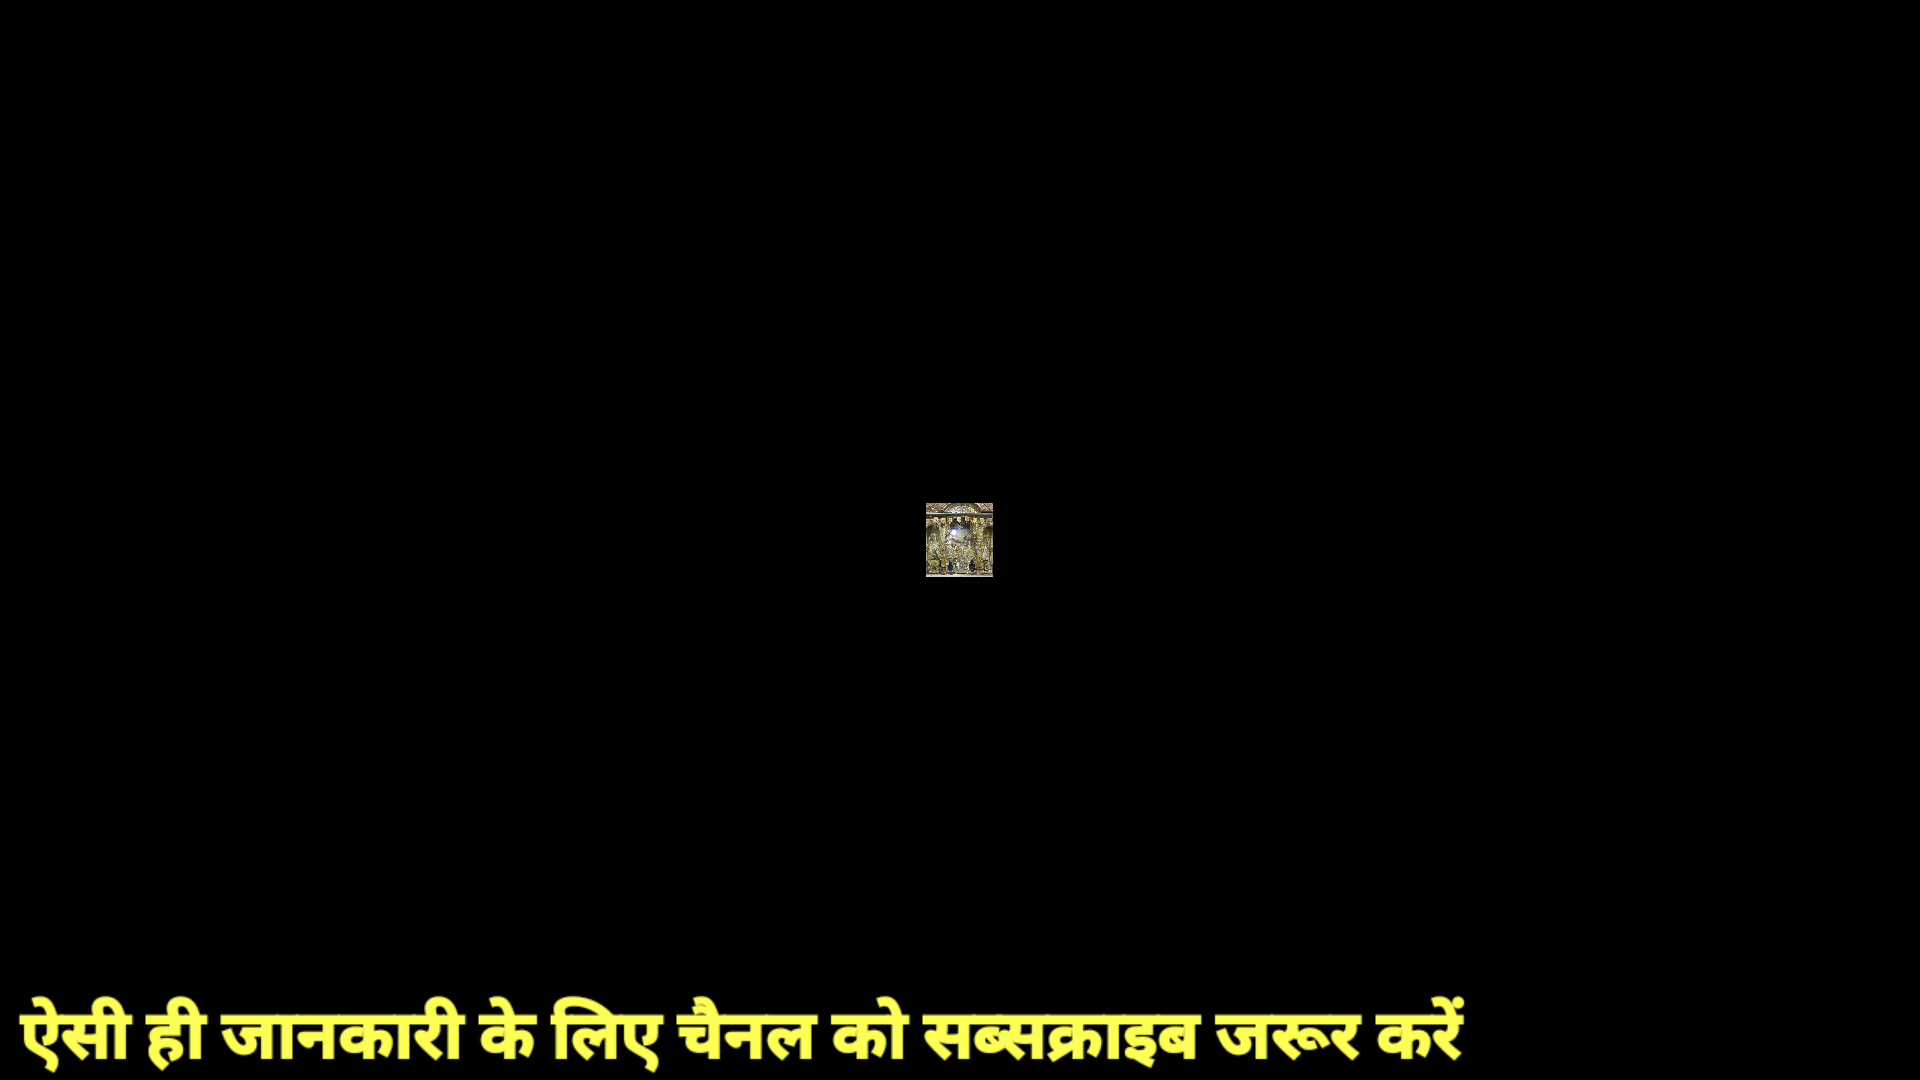 ऐसी ही जानकारी के लिए चैनल को सब्सक्राइब जरूर करें